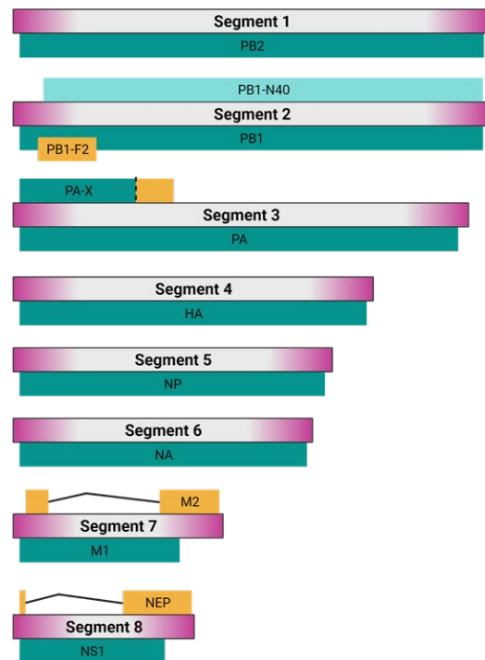 Segment 1
PB2
PB1-N40
Segment 2
PB1
PB1-F2
PA-X
Segment 3
PA
Segment 4
HA
Segment 5
NP
Segment 6
NA
M2
Segment 7
M1
NEP
Segment 8
NS1